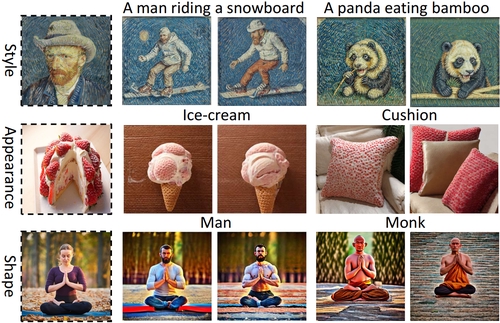 A man riding a snowboard
A panda eating bamboo
Style
Ice-cream
Cushion
Appearance
Man
Monk
Shape